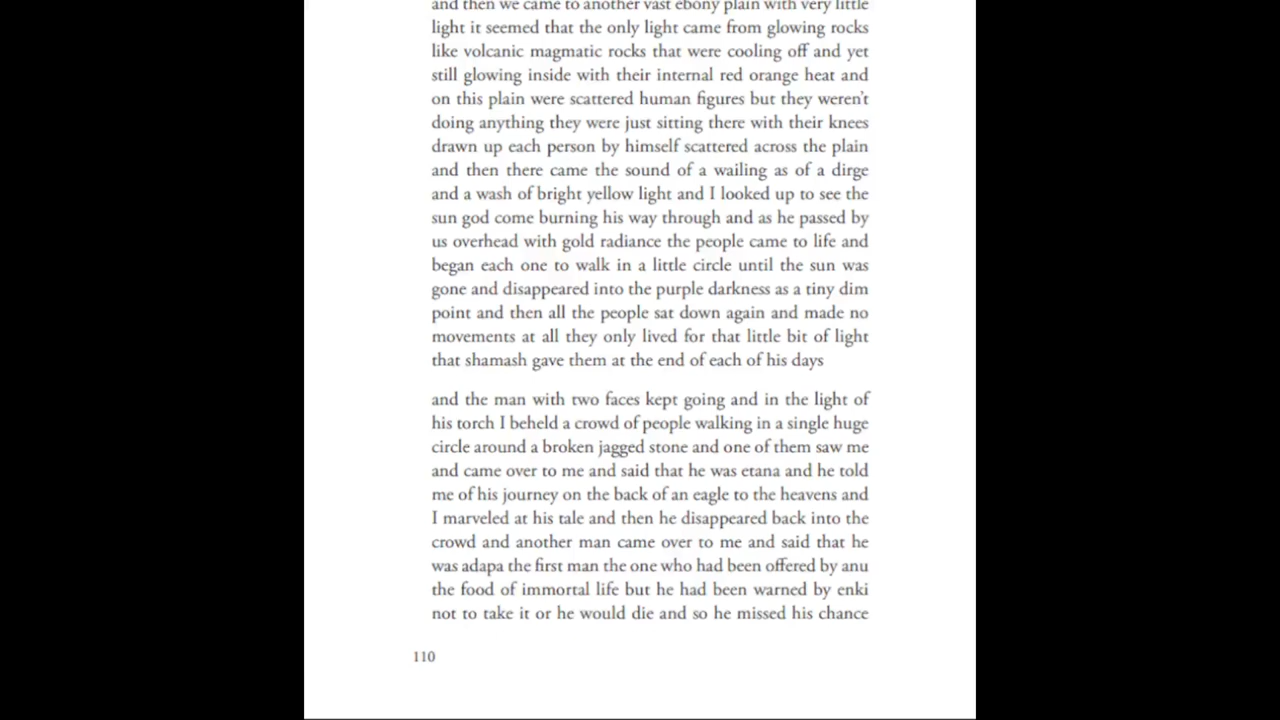 and then we came to another vast ebony plain with very little
light it seemed that the only light came from glowing rocks
like volcanic magmatic rocks that were cooling off and yet
still glowing inside with their internal red orange heat and
on this plain were scattered human figures but they weren't
doing anything they were just sitting there with their knees
drawn up each person by himself scattered across the plain
and then there came the sound of a wailing as of a dirge
and a wash of bright yellow light and I looked up to see the
sun god come burning his way through and as he passed by
us overhead with gold radiance the people came to life and
began each one to walk in a little circle until the sun was
gone and disappeared into the purple darkness as a tiny dim
point and then all the people sat down again and made no
movements at all they only lived for that little bit of light
that shamash gave them at the end of each of his days
and the man with two faces kept going and in the light of
his torch I beheld a crowd of people walking in a single huge
circle around a broken jagged stone and one of them saw me
and came over to me and said that he was etana and he told
me of his journey on the back of an eagle to the heavens and
I marveled at his tale and then he disappeared back into the
crowd and another man came over to me and said that he
was adapa the first man the one who had been offered by anu
the food of immortal life but he had been warned by enki
not to take it or he would die and so he missed his chance
110